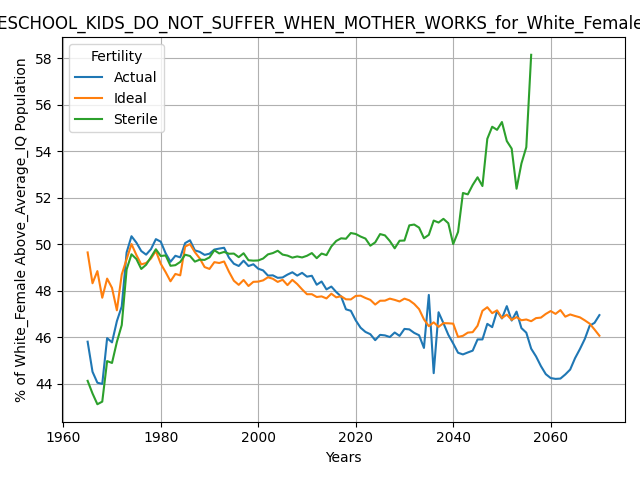 ESCHOOL_KIDS_DO_NOT_SUFFER_WHEN_MOTHER_WORKS_for_White_Female
Fertility
Actual
Ideal
Sterile
% of White_Female Above_Average_IQ Population
58
56
54
52
50
48
46
44
1960 1980 2000 2020 2040 2060
Years